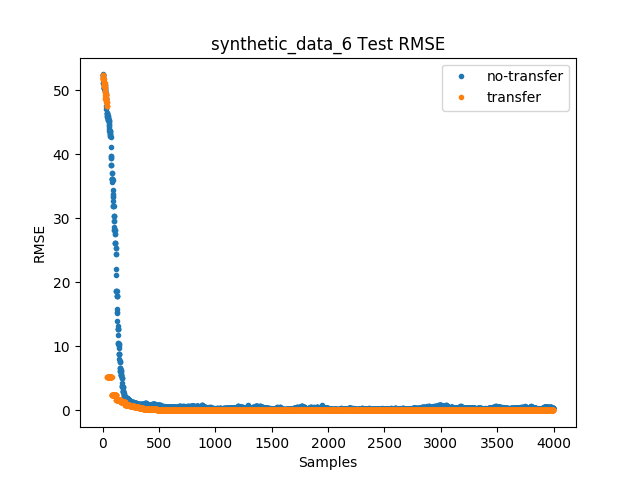 synthetic_data_6 Test RMSE
no-transfer
transfer
50
40
30
20
10
0
RMSE
0 500 1000 1500 2000 2500 3000 3500 4000
Samples